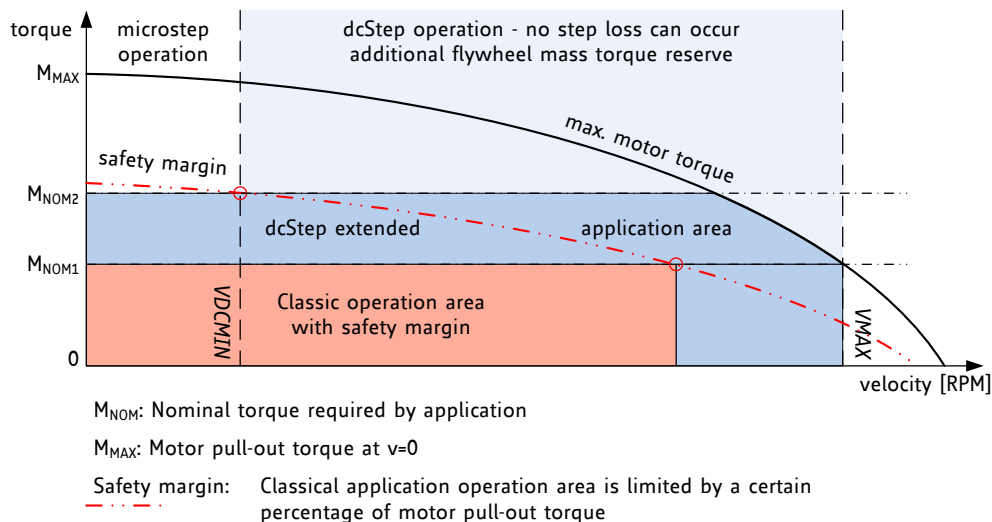 torque
microstep
operation
dcStep operation - no step loss can occur
additional flywheel mass torque reserve
MMAX
max. motor torque
safety margin
MNOM2
dcStep extended
application area
MNOM1
Classic operation area
with safety margin
VDCMIN
VMAX
0
velocity [RPM]
MNOM: Nominal torque required by application
MMAX: Motor pull-out torque at v=0
Safety margin: Classical application operation area is limited by a certain
percentage of motor pull-out torque